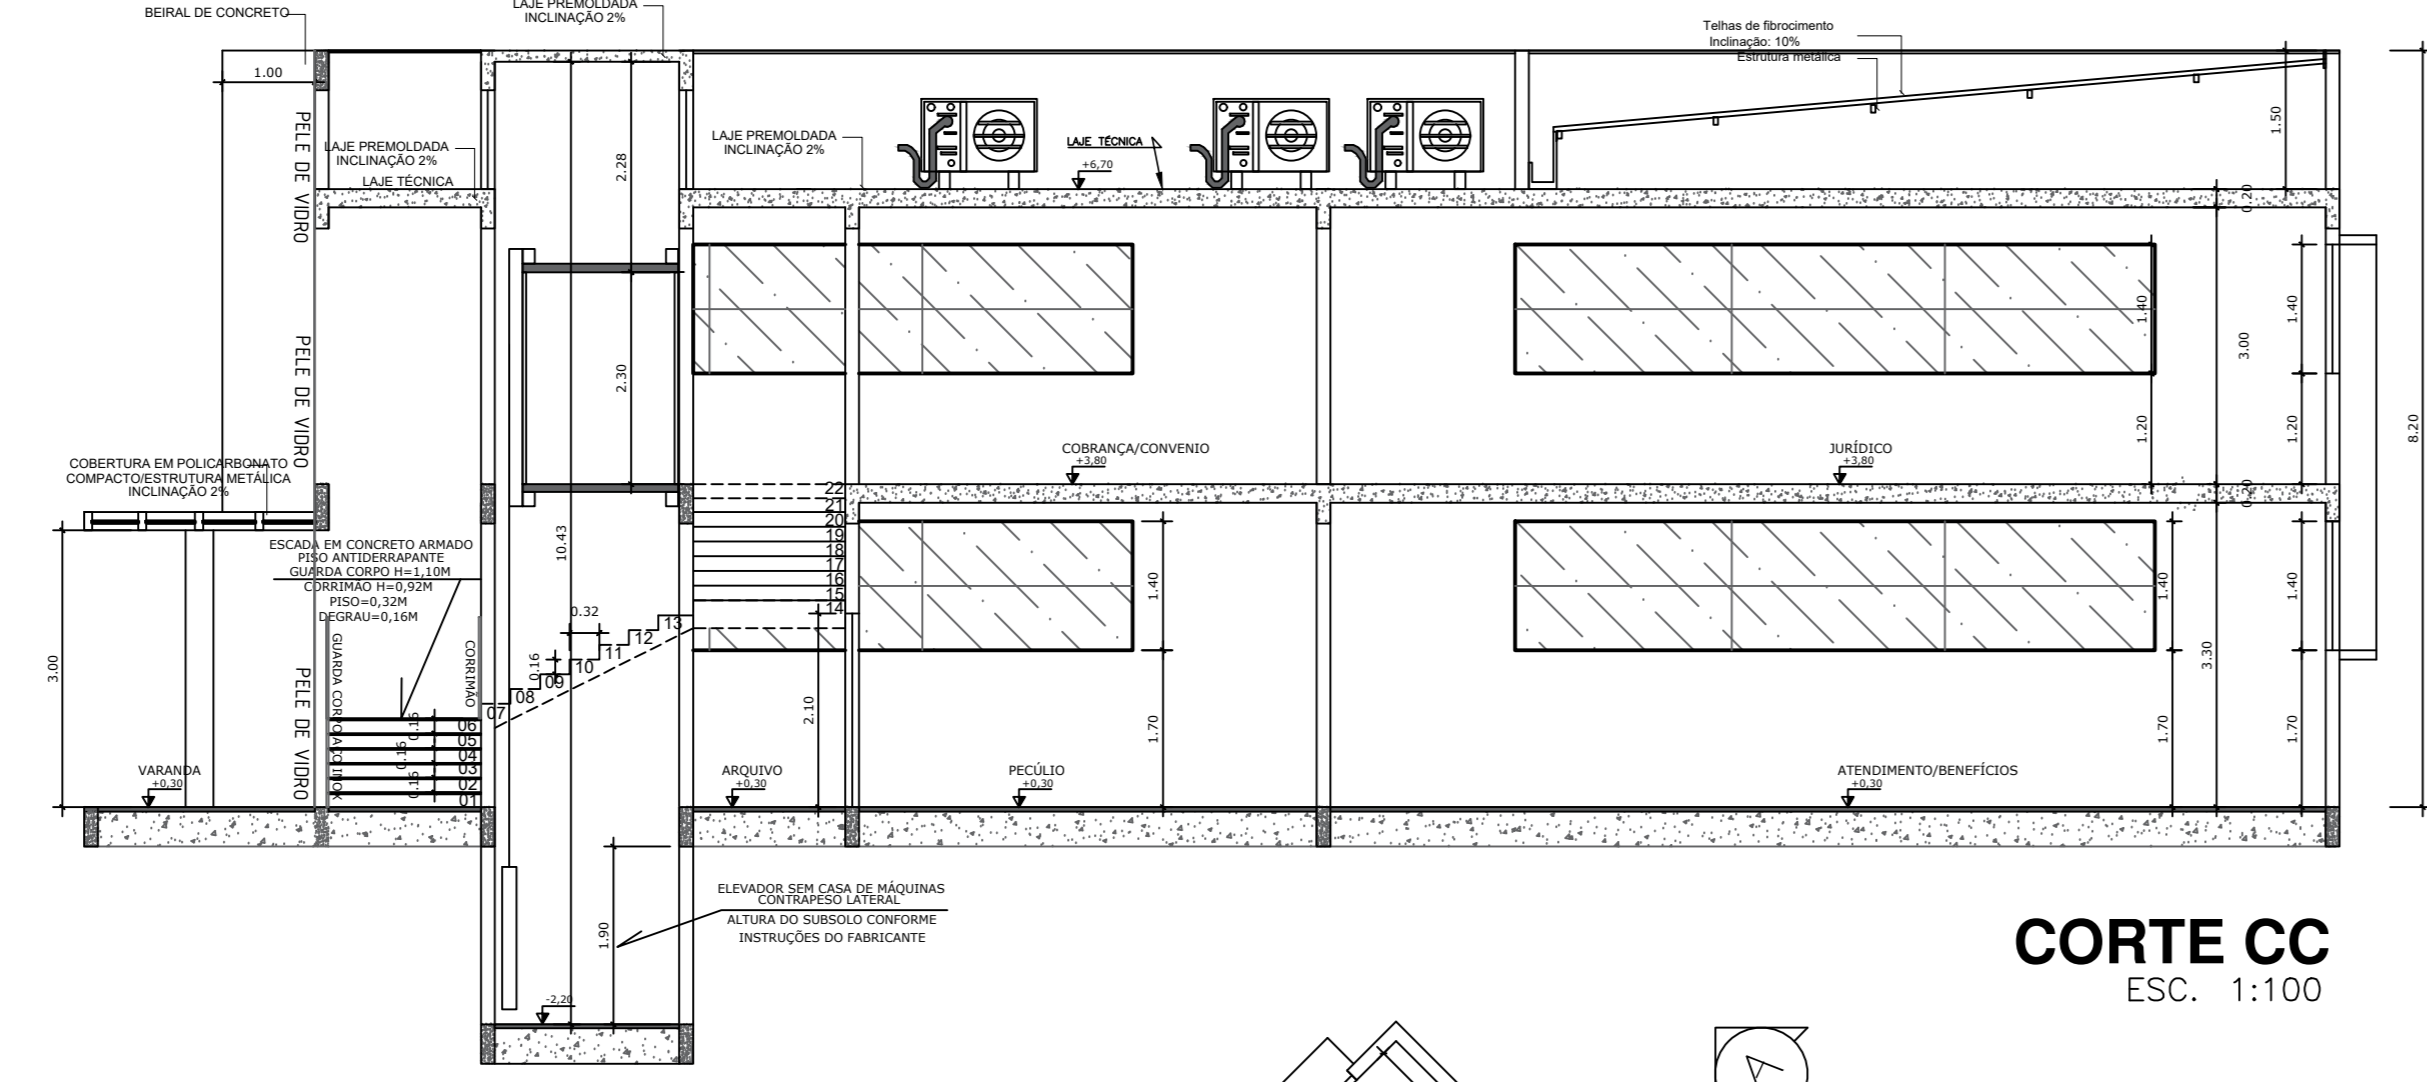 BEIRAL DE CONCRETO
LAJE PREMOLDADA
INCLINAÇÃO 2%
Telhas de fibrocimento
Inclinação: 10%
Estrutura metálica
1.00
PELE DE VIDRO
LAJE PREMOLDADA
INCLINAÇÃO 2%
LAJE TÉCNICA
2.28
LAJE PREMOLDADA
INCLINAÇÃO 2%
LAJE TÉCNICA
+6,70
1.50
0.20
PELE DE VIDRO
2.30
1.40
1.40
3.00
1.20
1.20
8.20
COBRANÇA/CONVENIO
+3,80
JURÍDICO
+3,80
0.20
COBERTURA EM POLICARBONATO
COMPACTO/ESTRUTURA METÁLICA
INCLINAÇÃO 2%
ESCADA EM CONCRETO ARMADO
PISO ANTIDERRAPANTE
GUARDA CORPO H=1,10M
CORRIMÃO H=0,92M
PISO=0,32M
DEGRAU=0,16M
10.43
0.32
0.16
22
21
20
19
18
17
16
15
14
13
12
11
10
09
08
07
06
05
04
03
02
01
3.00
PELE DE VIDRO
GUARDA CORPO AÇO INOX
CORRIMÃO
0.16
0.16
0.16
2.10
1.40
1.70
1.40
1.70
3.30
1.40
1.70
VARANDA
+0,30
ARQUIVO
+0,30
PECÚLIO
+0,30
ATENDIMENTO/BENEFÍCIOS
+0,30
ELEVADOR SEM CASA DE MÁQUINAS
CONTRAPESO LATERAL
ALTURA DO SUBSOLO CONFORME
INSTRUÇÕES DO FABRICANTE
1.90
-2,20
CORTE CC
ESC. 1:100
A